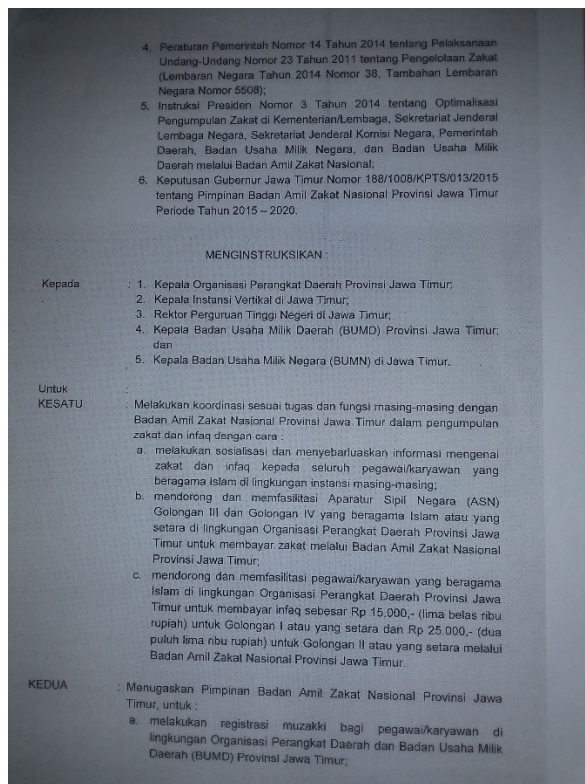 4. Peraturan Pemerintah Nomor 14 Tahun 2014 tentang Pelaksanaan
Undang-Undang Nomor 23 Tahun 2011 tentang Pengelolaan Zakat
(Lembaran Negara Tahun 2014 Nomor 38, Tambahan Lembaran
Negara Nomor 5508);
5. Instruksi Presiden Nomor 3 Tahun 2014 tentang Optimalisasi
Pengumpulan Zakat di Kementerian/Lembaga, Sekretariat Jenderal
Lembaga Negara, Sekretariat Jenderal Komisi Negara, Pemerintah
Daerah, Badan Usaha Milik Negara, dan Badan Usaha Milik
Daerah melalui Badan Amil Zakat Nasional;
6. Keputusan Gubernur Jawa Timur Nomor 188/1008/KPTS/013/2015
tentang Pimpinan Badan Amil Zakat Nasional Provinsi Jawa Timur
Periode Tahun 2015 – 2020.
MENGINSTRUKSIKAN :
Kepada : 1. Kepala Organisasi Perangkat Daerah Provinsi Jawa Timur;
2. Kepala Instansi Vertikal di Jawa Timur;
3. Rektor Perguruan Tinggi Negeri di Jawa Timur;
4. Kepala Badan Usaha Milik Daerah (BUMD) Provinsi Jawa Timur;
dan
5. Kepala Badan Usaha Milik Negara (BUMN) di Jawa Timur.
Untuk :
KESATU : Melakukan koordinasi sesuai tugas dan fungsi masing-masing dengan
Badan Amil Zakat Nasional Provinsi Jawa Timur dalam pengumpulan
zakat dan infaq dengan cara :
a. melakukan sosialisasi dan menyebarluaskan informasi mengenai
zakat dan infaq kepada seluruh pegawai/karyawan yang
beragama Islam di lingkungan instansi masing-masing;
b. mendorong dan memfasilitasi Aparatur Sipil Negara (ASN)
Golongan III dan Golongan IV yang beragama Islam atau yang
setara di lingkungan Organisasi Perangkat Daerah Provinsi Jawa
Timur untuk membayar zakat melalui Badan Amil Zakat Nasional
Provinsi Jawa Timur;
c. mendorong dan memfasilitasi pegawai/karyawan yang beragama
Islam di lingkungan Organisasi Perangkat Daerah Provinsi Jawa
Timur untuk membayar infaq sebesar Rp 15.000,- (lima belas ribu
rupiah) untuk Golongan I atau yang setara dan Rp 25.000,- (dua
puluh lima ribu rupiah) untuk Golongan II atau yang setara melalui
Badan Amil Zakat Nasional Provinsi Jawa Timur.
KEDUA : Menugaskan Pimpinan Badan Amil Zakat Nasional Provinsi Jawa
Timur, untuk :
a. melakukan registrasi muzakki bagi pegawai/karyawan di
lingkungan Organisasi Perangkat Daerah dan Badan Usaha Milik
Daerah (BUMD) Provinsi Jawa Timur;